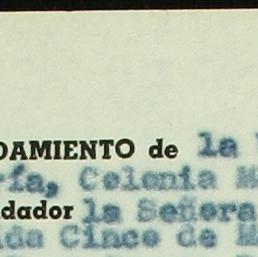 DAMIENTO de la
ría, Colonia M
dador la Señora
da Cinco de M